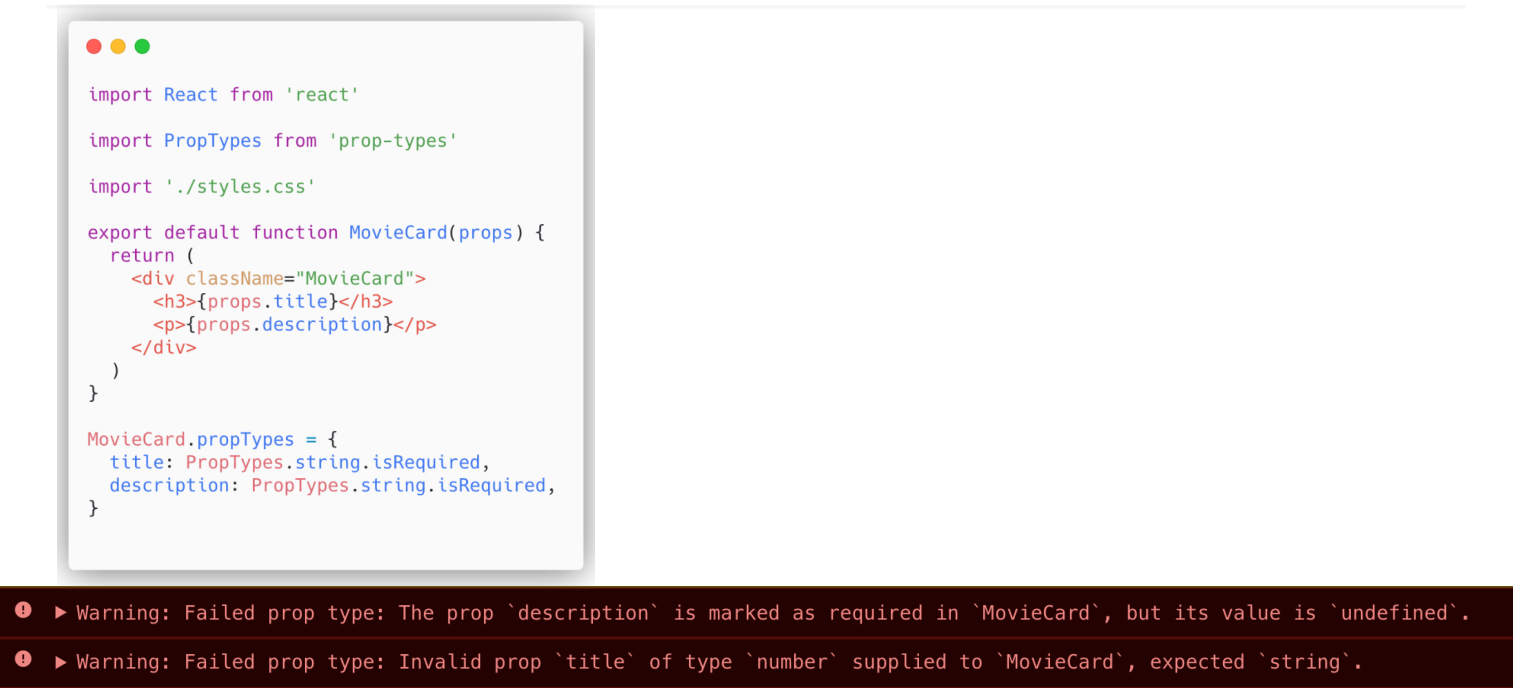 import React from 'react'
import PropTypes from 'prop-types'
import './styles.css'
export default function MovieCard(props) {
  return (
    <div className="MovieCard">
      <h3>{props.title}</h3>
      <p>{props.description}</p>
    </div>
  )
}
MovieCard.propTypes = {
  title: PropTypes.string.isRequired,
  description: PropTypes.string.isRequired,
}
Warning: Failed prop type: The prop `description` is marked as required in `MovieCard`, but its value is `undefined`.
Warning: Failed prop type: Invalid prop `title` of type `number` supplied to `MovieCard`, expected `string`.